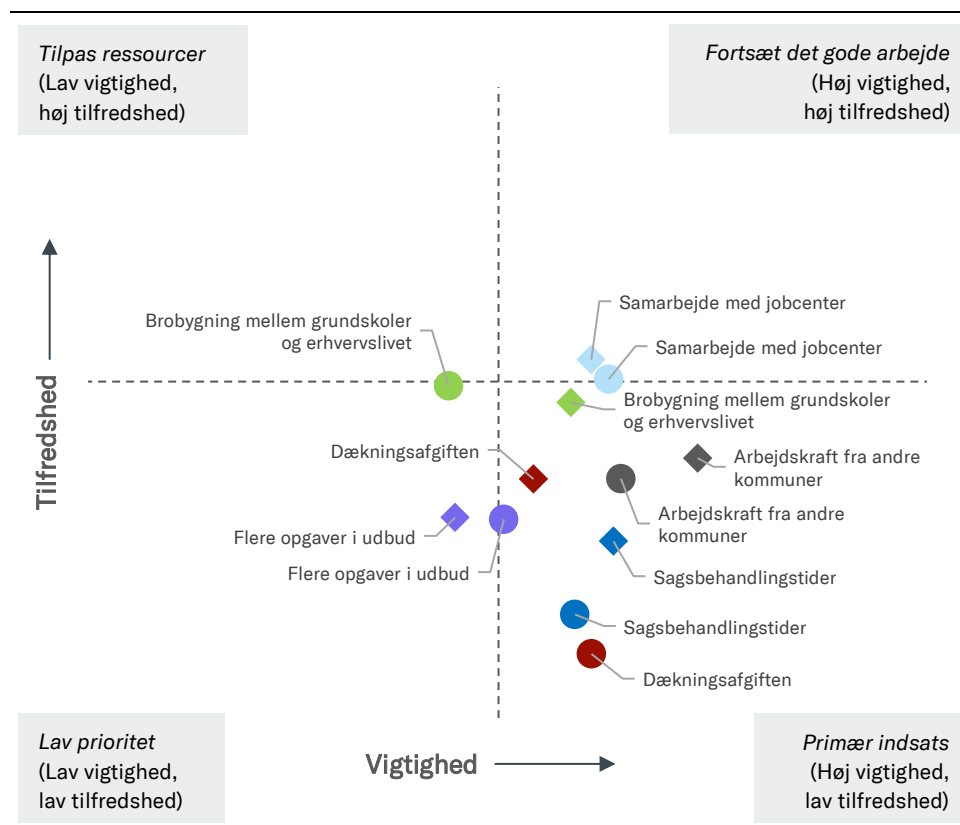 Tilpas ressourcer
(Lav vigtighed,
høj tilfredshed)
Fortsæt det gode arbejde
(Høj vigtighed,
høj tilfredshed)
Samarbejde med jobcenter
Brobygning mellem grundskoler
og erhvervslivet
Samarbejde med jobcenter
Brobygning mellem grundskoler
og erhvervslivet
Tilfredshed
Dækningsafgiften
Arbejdskraft fra andre
kommuner
Arbejdskraft fra andre
kommuner
Flere opgaver i udbud
Flere opgaver i udbud
Sagsbehandlingstider
Sagsbehandlingstider
Dækningsafgiften
Lav prioritet
(Lav vigtighed,
lav tilfredshed)
Vigtighed
Primær indsats
(Høj vigtighed,
lav tilfredshed)